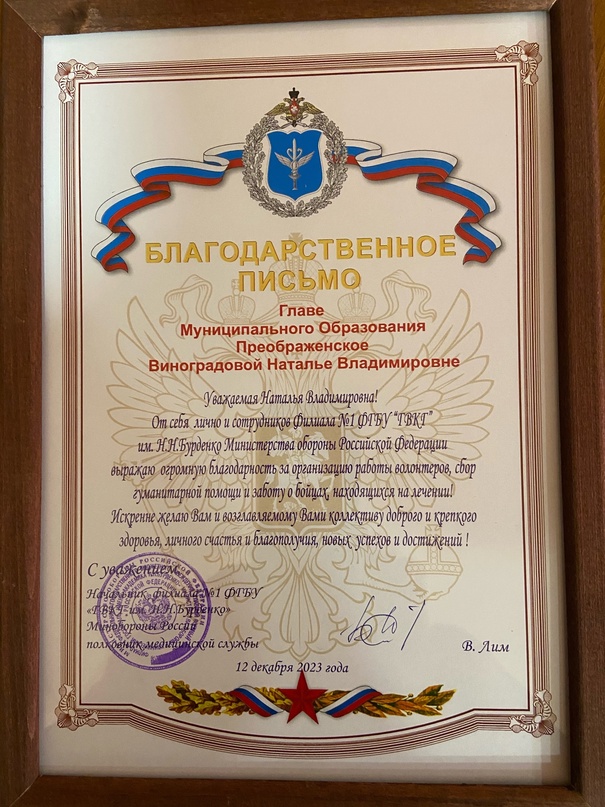 БЛАГОДАРСТВЕННОЕ
ПИСЬМО
Главе
Муниципального Образования
Преображенское
Виноградовой Наталье Владимировне
Уважаемая Наталья Владимировна!
От себя лично и сотрудников Филиала №1 ФГБУ "ГВКГ"
им. Н.Н.Бурденко Министерства обороны Российской Федерации
выражаю огромную благодарность за организацию работы волонтеров, сбор
гуманитарной помощи и заботу о бойцах, находящихся на лечении!
Искренне желаю Вам и возглавляемому Вами коллективу доброго и крепкого
здоровья, личного счастья и благополучия, новых успехов и достижений !
С уважением,
Начальник филиала №1 ФГБУ
«ГВКГ им. Н.Н.Бурденко»
Минобороны России
полковник медицинской службы
В. Лим
12 декабря 2023 года